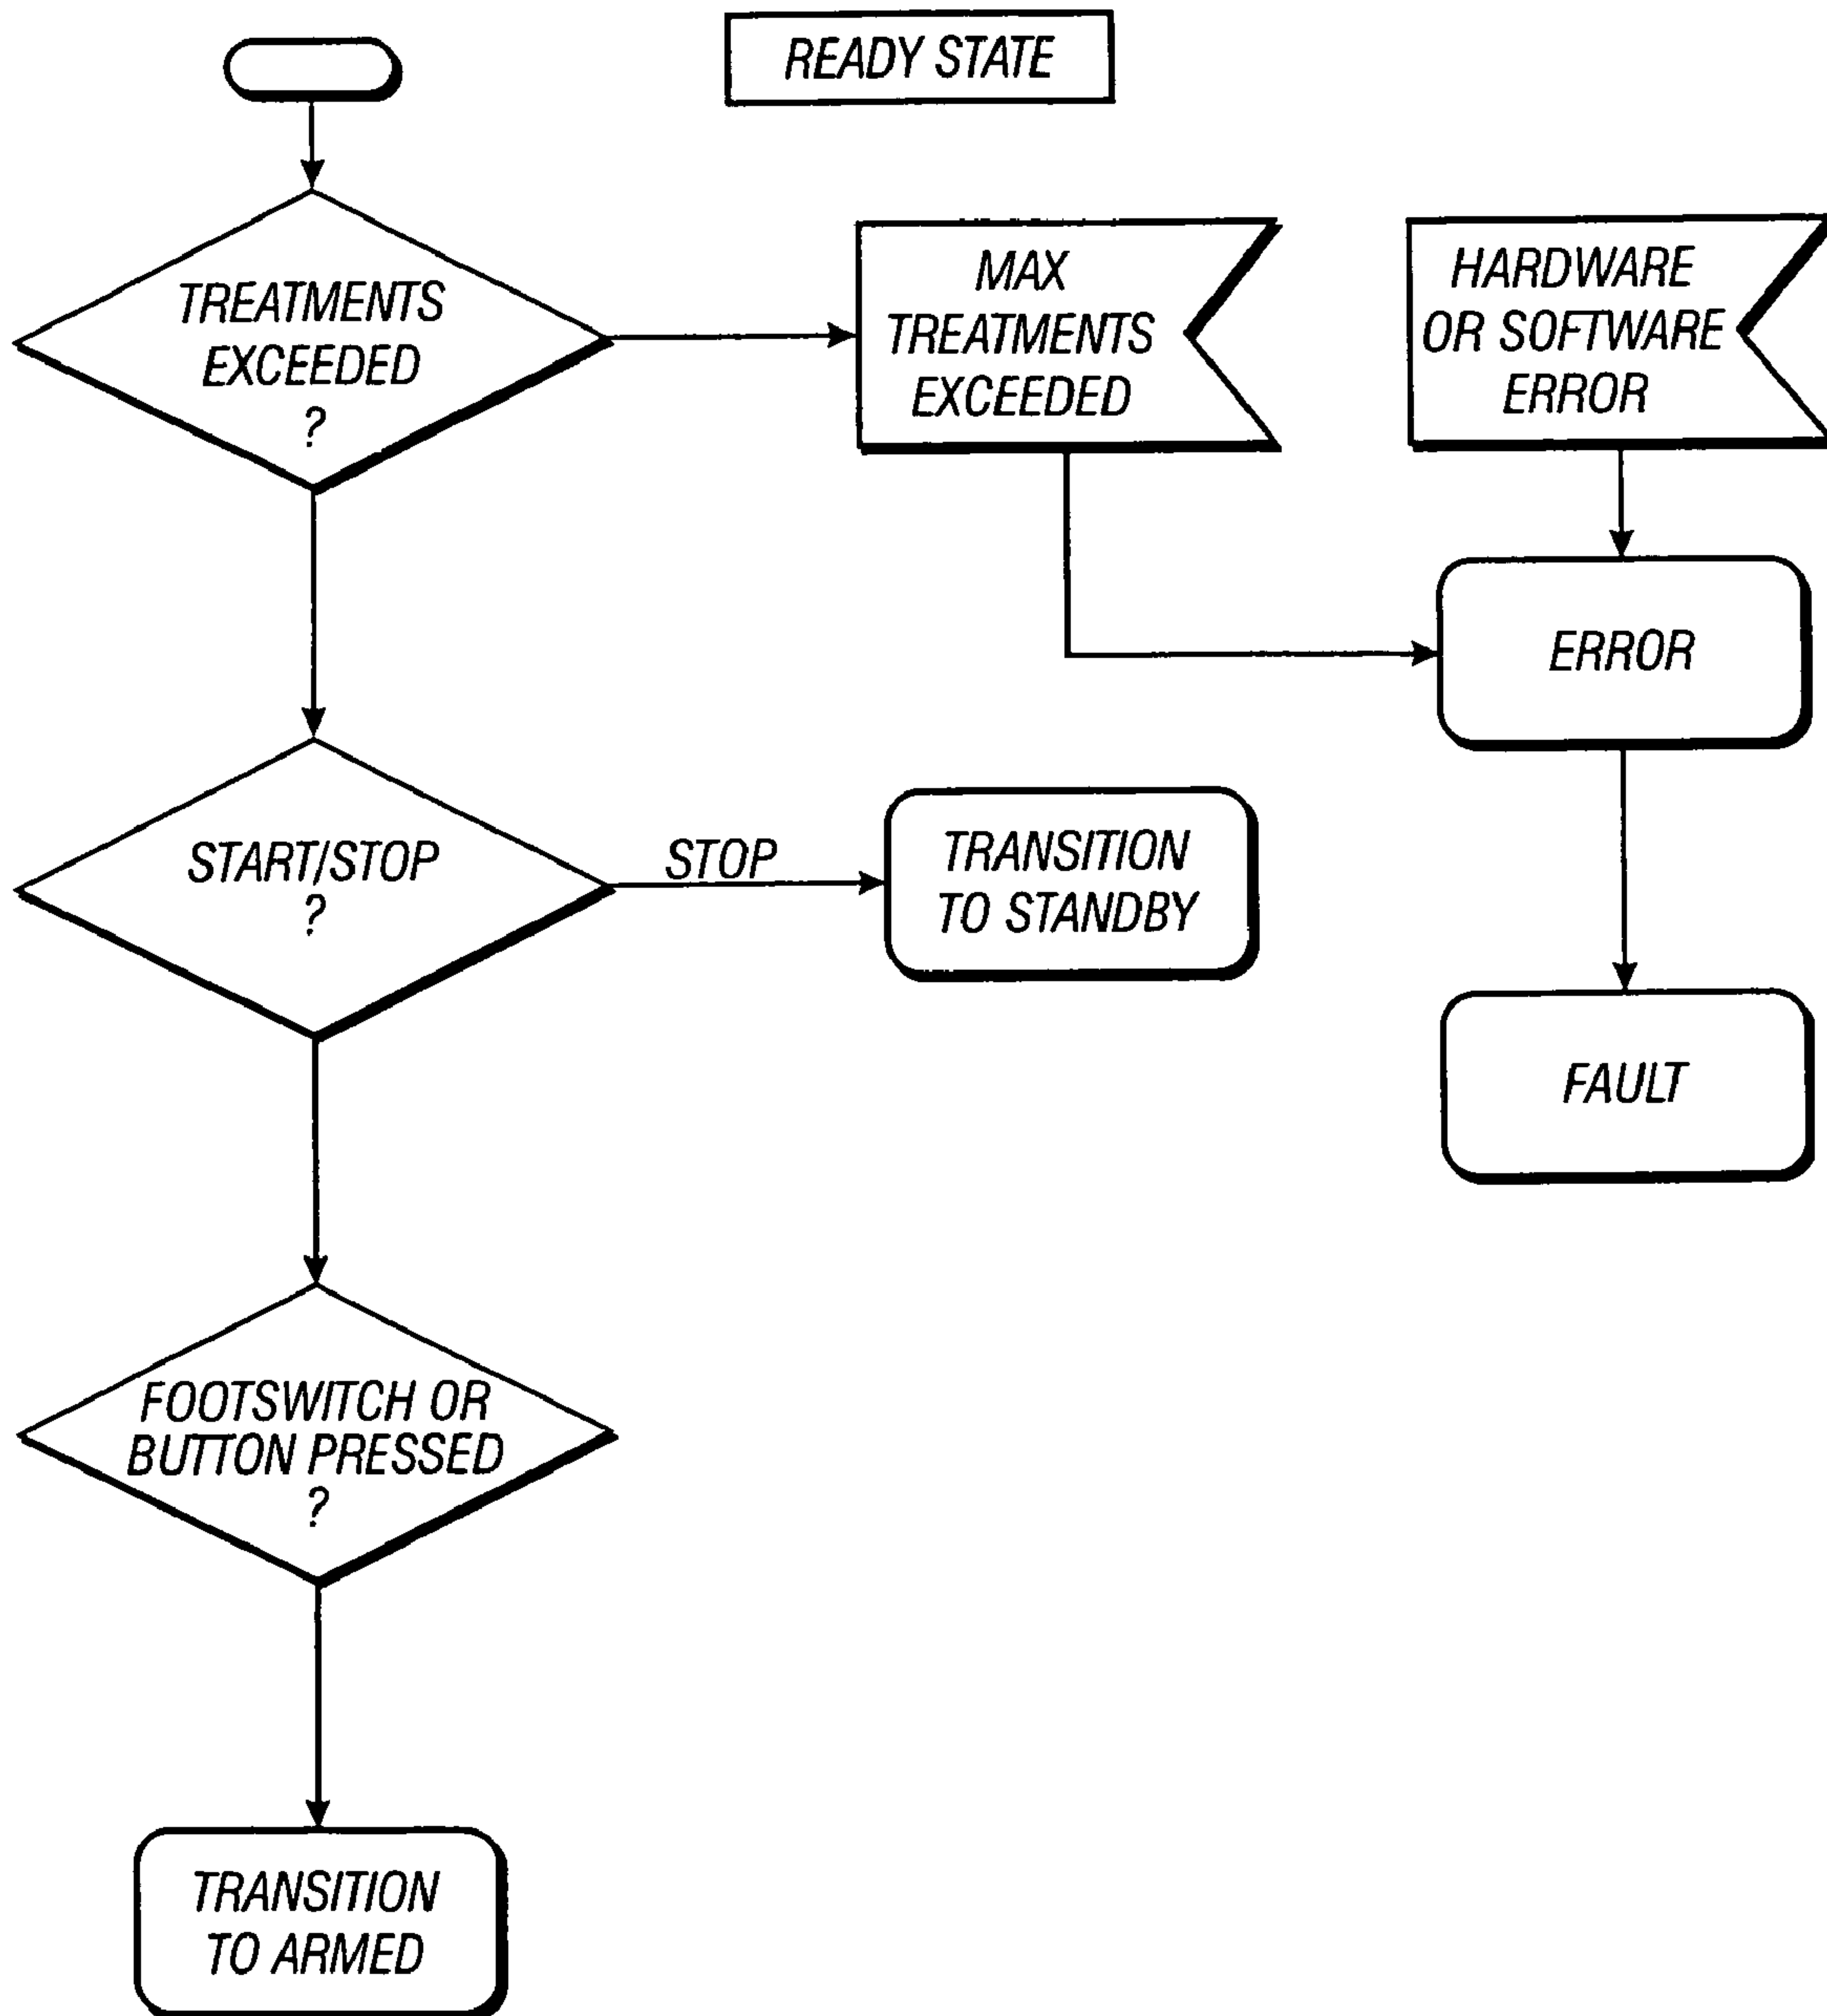 READY STATE
TREATMENTS
EXCEEDED
?
MAX
TREATMENTS
EXCEEDED
HARDWARE
OR SOFTWARE
ERROR
ERROR
START/STOP
?
STOP
TRANSITION
TO STANDBY
FAULT
FOOTSWITCH OR
BUTTON PRESSED
?
TRANSITION
TO ARMED